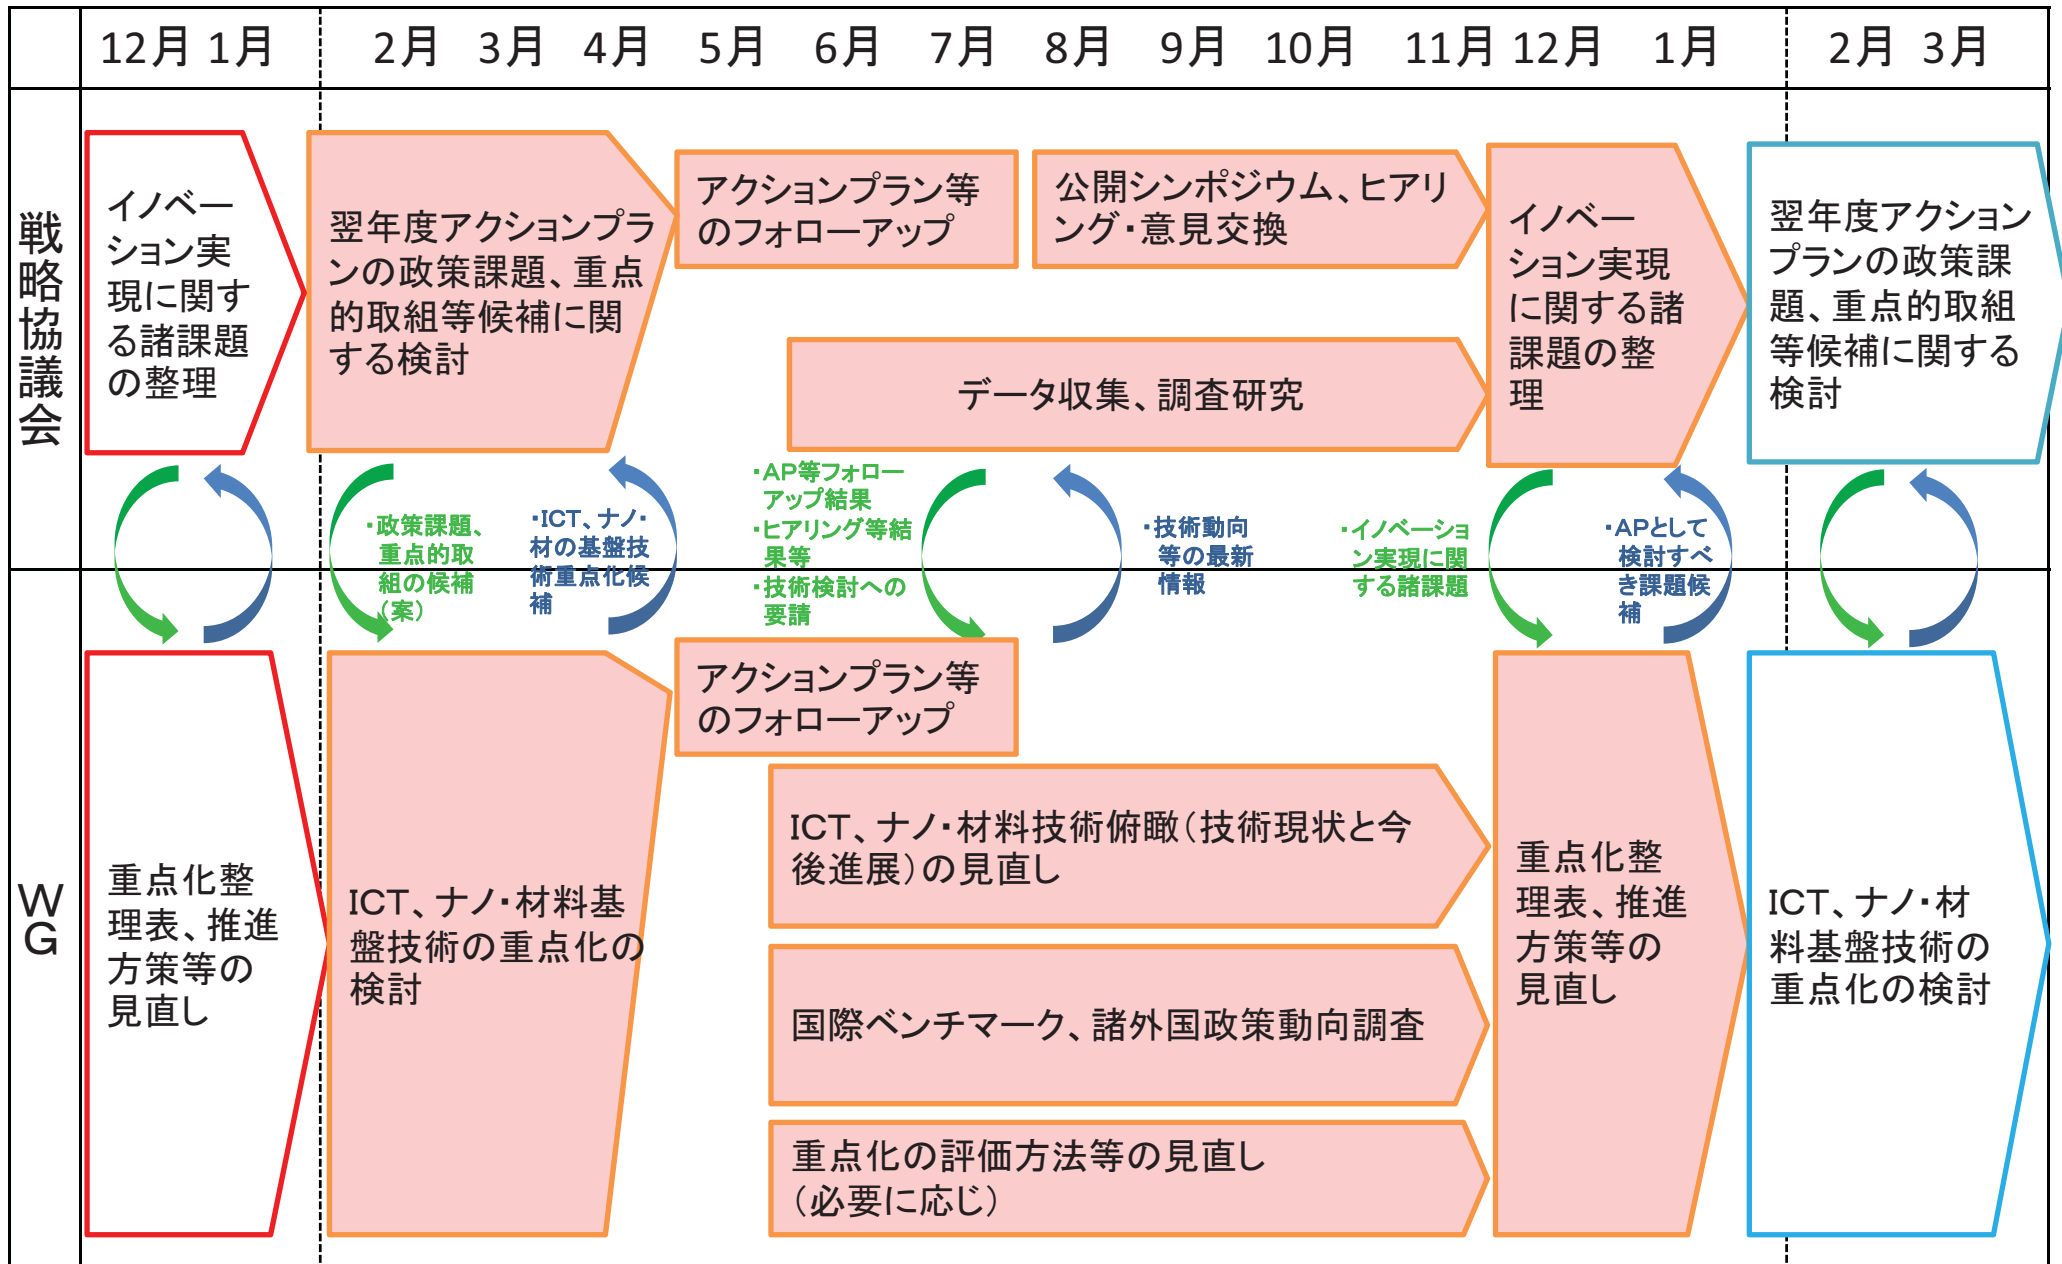 12月 1月 2月 3月 4月 5月 6月 7月 8月 9月 10月 11月 12月 1月 2月 3月
戦略協議会
イノベー
ション実
現に関す
る諸課題
の整理
翌年度アクションプラ
ンの政策課題、重点
的取組等候補に関
する検討
アクションプラン等
のフォローアップ
公開シンポジウム、ヒアリ
ング・意見交換
データ収集、調査研究
イノベー
ション実現
に関する諸
課題の整
理
翌年度アクション
プランの政策課
題、重点的取組
等候補に関する
検討
・政策課題、
重点的取
組の候補
（案）
・ICT、ナノ・
材の基盤技
術重点化候
補
・AP等フォロー
アップ結果
・ヒアリング等結
果等
・技術検討への
要請
・技術動向
等の最新
情報
・イノベーショ
ン実現に関
する諸課題
・APとして
検討すべ
き課題候
補
WG
重点化整
理表、推進
方策等の
見直し
ICT、ナノ・材料基
盤技術の重点化の
検討
アクションプラン等
のフォローアップ
ICT、ナノ・材料技術俯瞰（技術現状と今
後進展）の見直し
国際ベンチマーク、諸外国政策動向調査
重点化の評価方法等の見直し
（必要に応じ）
重点化整
理表、推進
方策等の
見直し
ICT、ナノ・材
料基盤技術の
重点化の検討